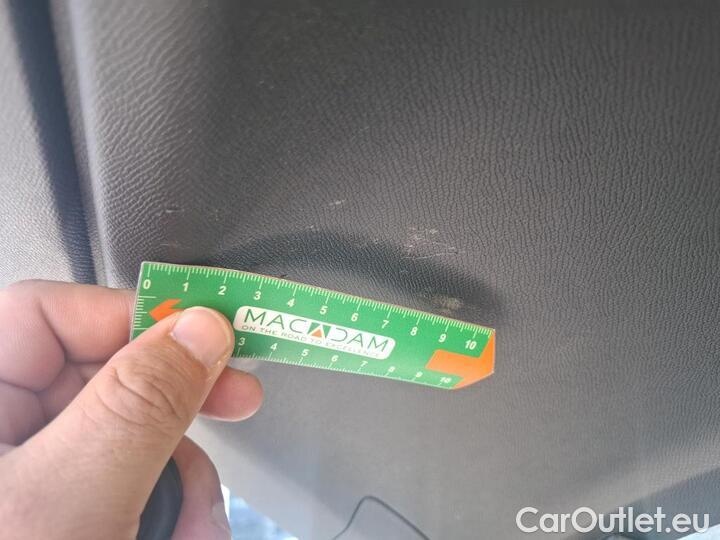 0 1 2 3 4 5 6 7 8 9 10
MACADAM
ON THE ROAD TO EXCELLENCE
3 4 5 6 7 8 9 10
CarOutlet.eu